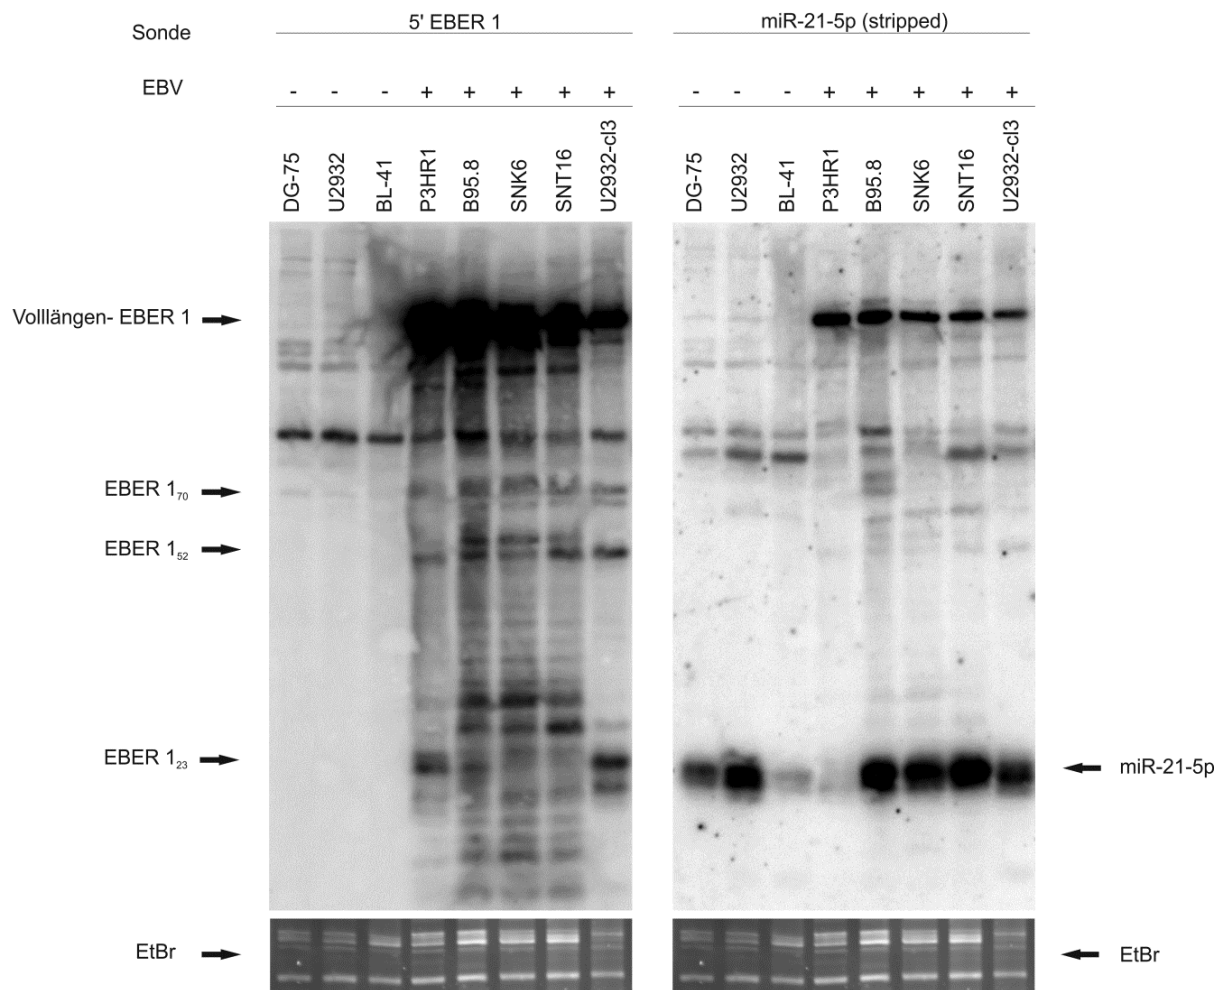 Sonde
5' EBER 1
miR-21-5p (stripped)
EBV
- - - + + + + +
- - - + + + + +
DG-75
U2932
BL-41
P3HR1
B95.8
SNK6
SNT16
U2932-cl3
DG-75
U2932
BL-41
P3HR1
B95.8
SNK6
SNT16
U2932-cl3
Volllängen- EBER 1
EBER 1₇₀
EBER 1₅₂
EBER 1₂₃
miR-21-5p
EtBr
EtBr